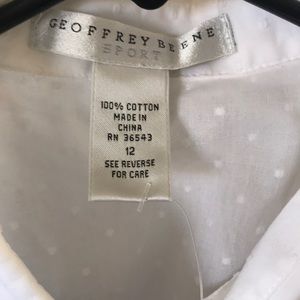 GEOFFREY BEENE
SPORT
100% COTTON
MADE IN
CHINA
RN 36543
12
SEE REVERSE
FOR CARE